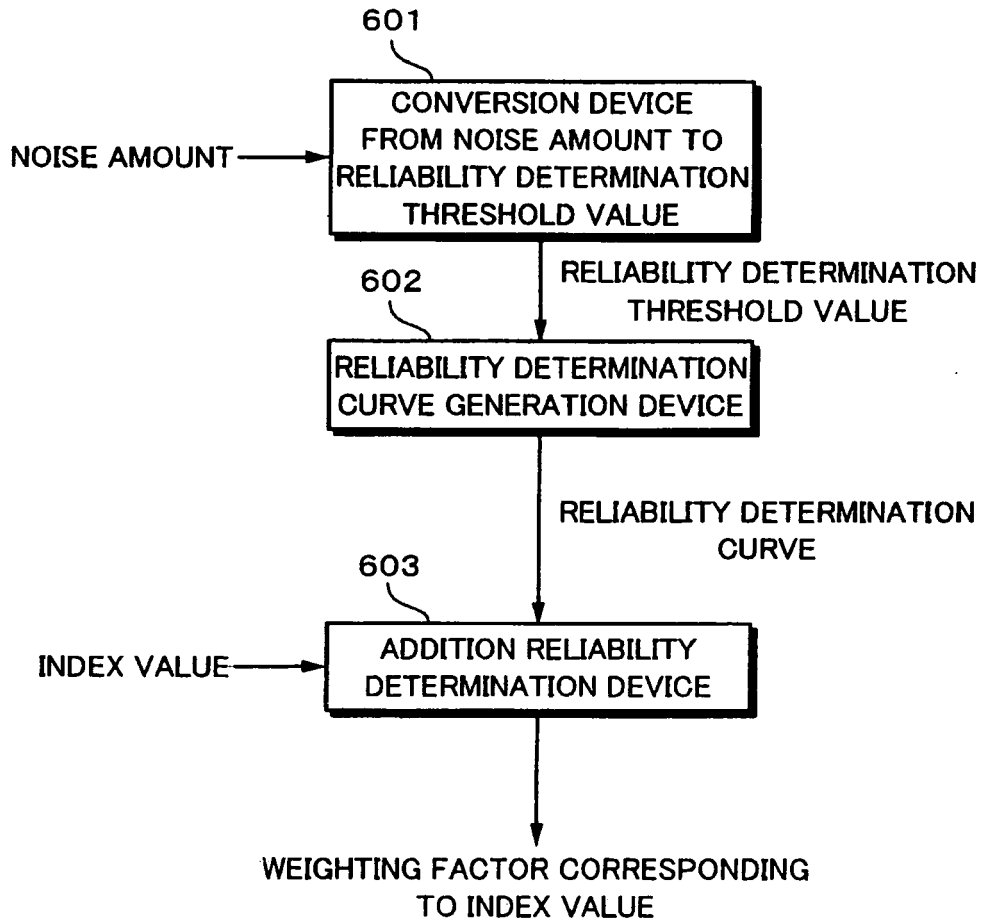 601
CONVERSION DEVICE
FROM NOISE AMOUNT TO
RELIABILITY DETERMINATION
THRESHOLD VALUE
NOISE AMOUNT
RELIABILITY DETERMINATION
THRESHOLD VALUE
602
RELIABILITY DETERMINATION
CURVE GENERATION DEVICE
RELIABILITY DETERMINATION
CURVE
603
INDEX VALUE
ADDITION RELIABILITY
DETERMINATION DEVICE
WEIGHTING FACTOR CORRESPONDING
TO INDEX VALUE